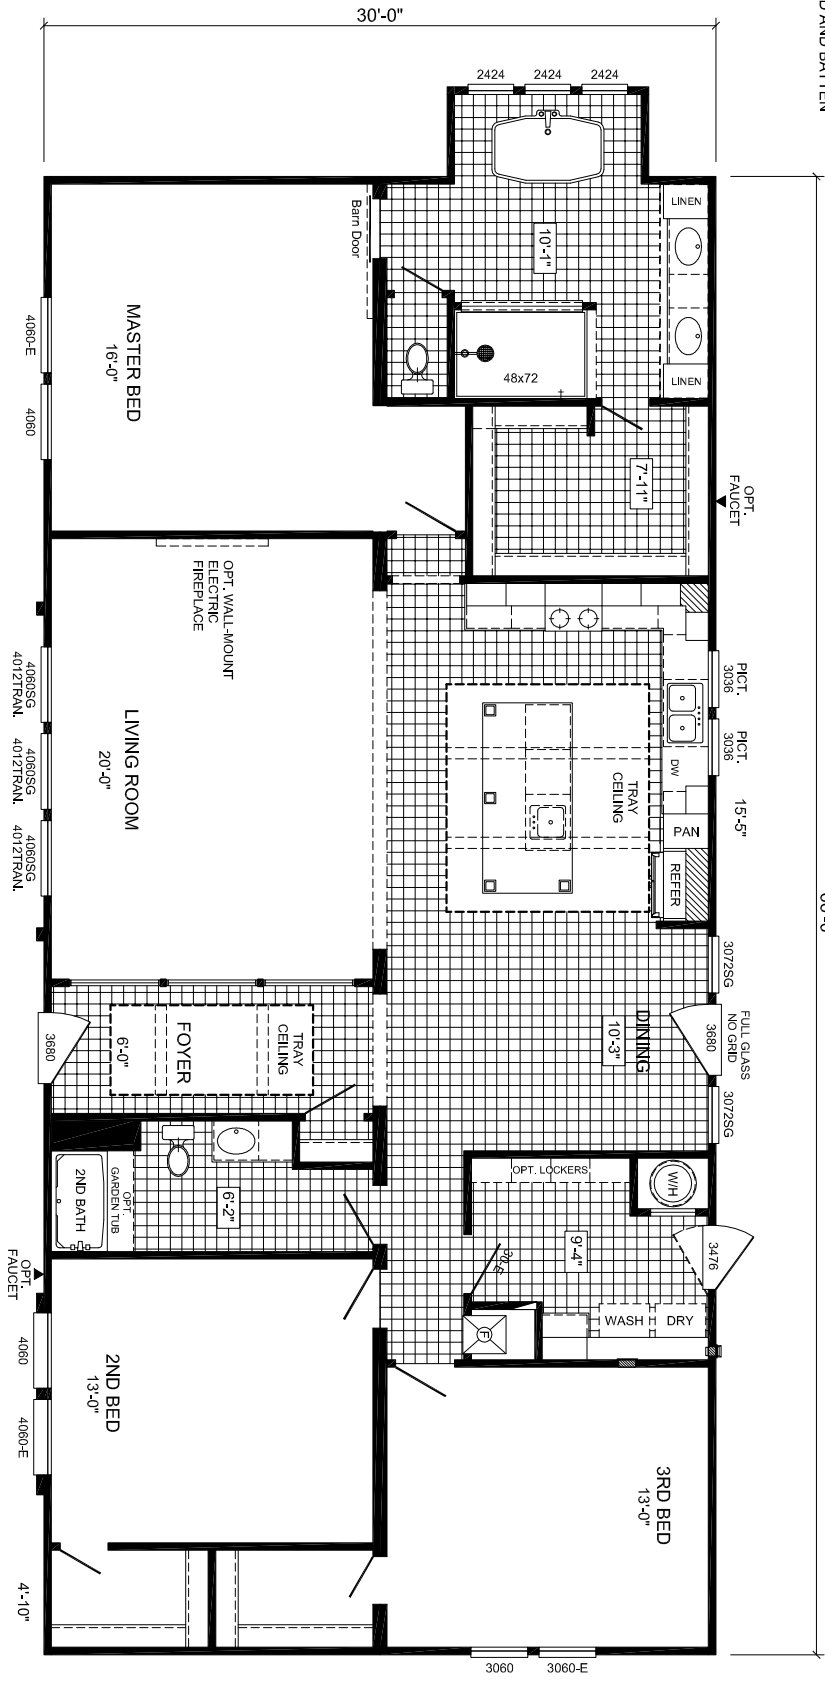 30'-0"
D AND BATTEN
2424
2424
2424
LINEN
10'-1"
Barn Door
LINEN
48x72
MASTER BED
16'-0"
4060-E
4060
7'-11"
OPT.
FAUCET
OPT. WALL-MOUNT
ELECTRIC
FIREPLACE
PICT.
3036
PICT.
3036
DW
TRAY
CEILING
15'-5"
PAN
REFER
LIVING ROOM
20'-0"
4060SG
4012TRAN.
4060SG
4012TRAN.
4060SG
4012TRAN.
3072SG
FULL GLASS
NO GRID
3680
3072SG
DINING
10'-3"
TRAY
CEILING
FOYER
6'-0"
3680
OPT. LOCKERS
W/H
6'-2"
OPT.
GARDEN TUB
2ND BATH
9'-4"
30-E
3476
WASH
DRY
F
OPT.
FAUCET
4060
4060-E
2ND BED
13'-0"
3RD BED
13'-0"
4'-10"
3060
3060-E